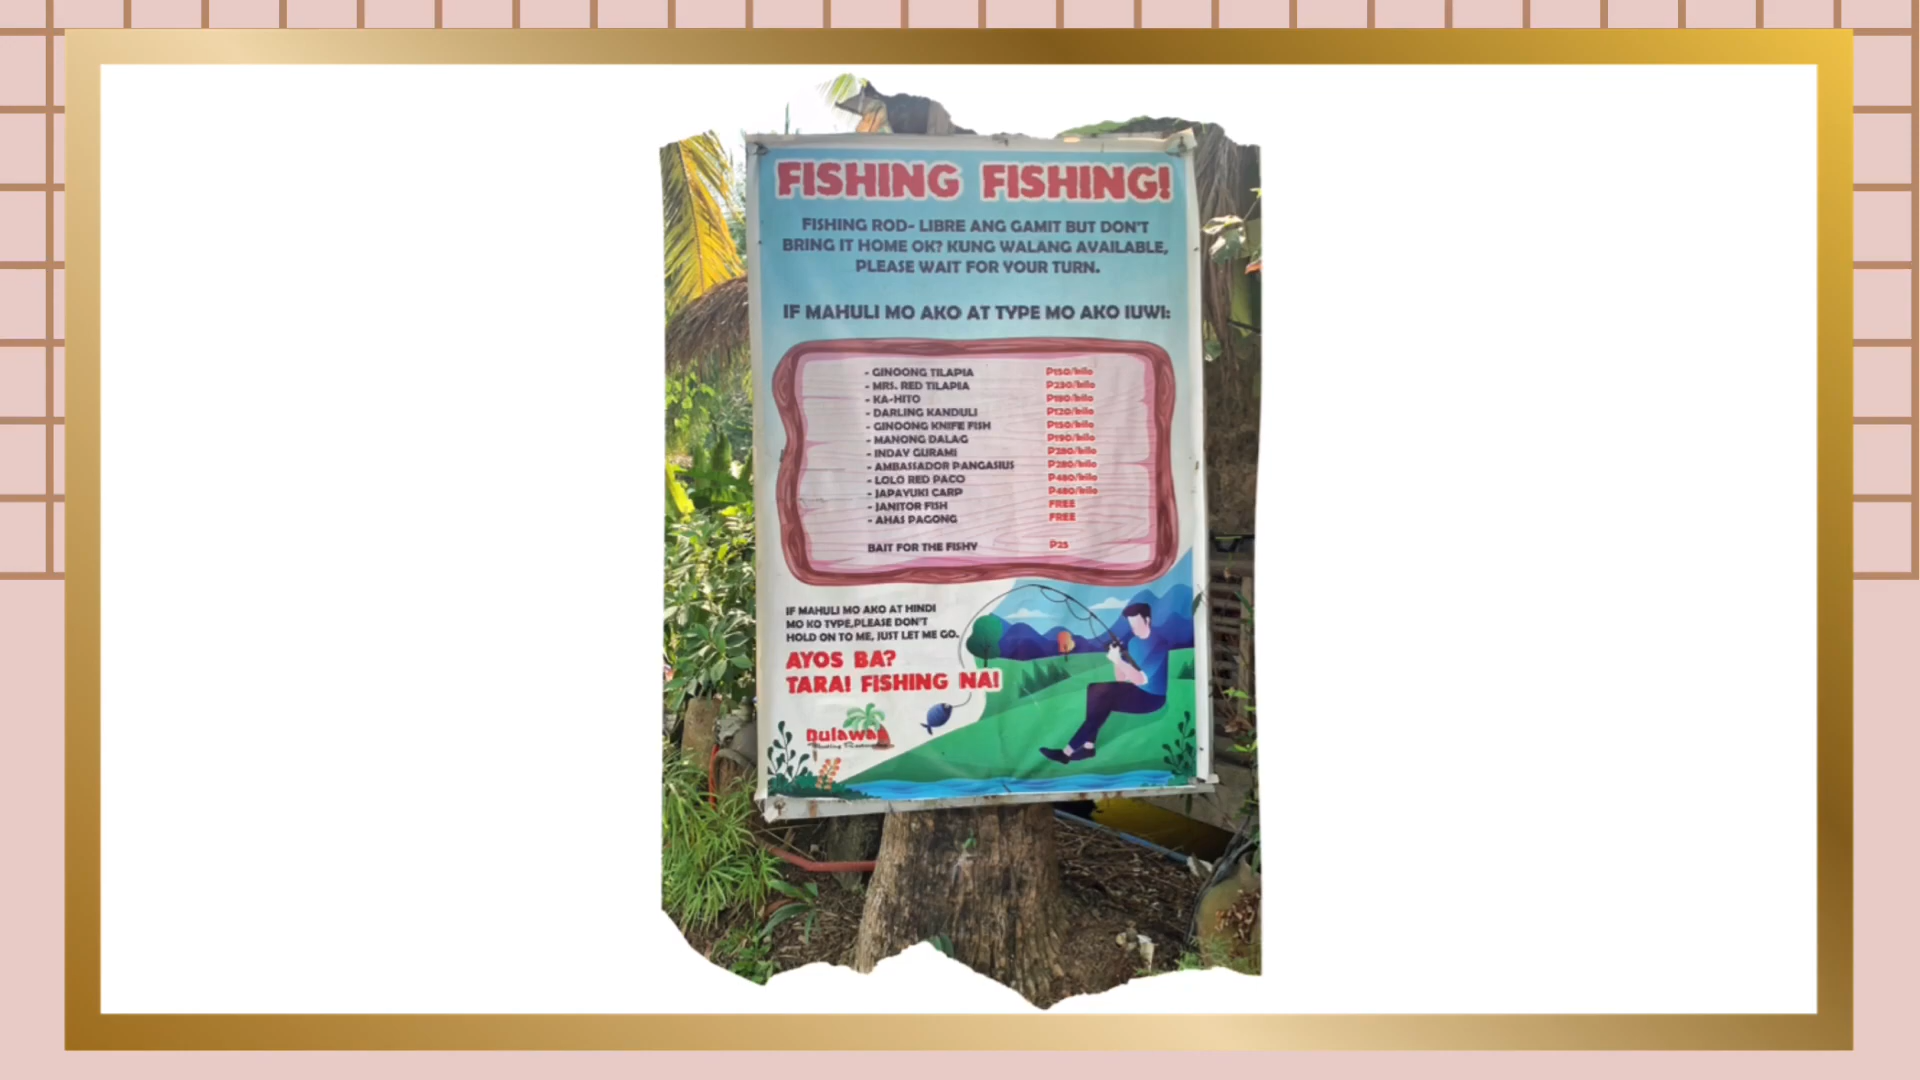 FISHING FISHING!
FISHING ROD- LIBRE ANG GAMIT BUT DON'T
BRING IT HOME OK? KUNG WALANG AVAILABLE,
PLEASE WAIT FOR YOUR TURN.
IF MAHULI MO AKO AT TYPE MO AKO IUWI:
- GINOONG TILAPIA P150/kilo
- MRS. RED TILAPIA P230/kilo
- KA-HITO P180/kilo
- DARLING KANDULI P120/kilo
- GINOONG KNIFE FISH P150/kilo
- MANONG DALAG P190/kilo
- INDAY GURAMI P280/kilo
- AMBASSADOR PANGASIUS P280/kilo
- LOLO RED PACO P480/kilo
- JAPAYUKI CARP P480/kilo
- JANITOR FISH FREE
- AHAS PAGONG FREE
BAIT FOR THE FISHY P25
IF MAHULI MO AKO AT HINDI
MO KO TYPE,PLEASE DON'T
HOLD ON TO ME, JUST LET ME GO.
AYOS BA?
TARA! FISHING NA!
Bulawan